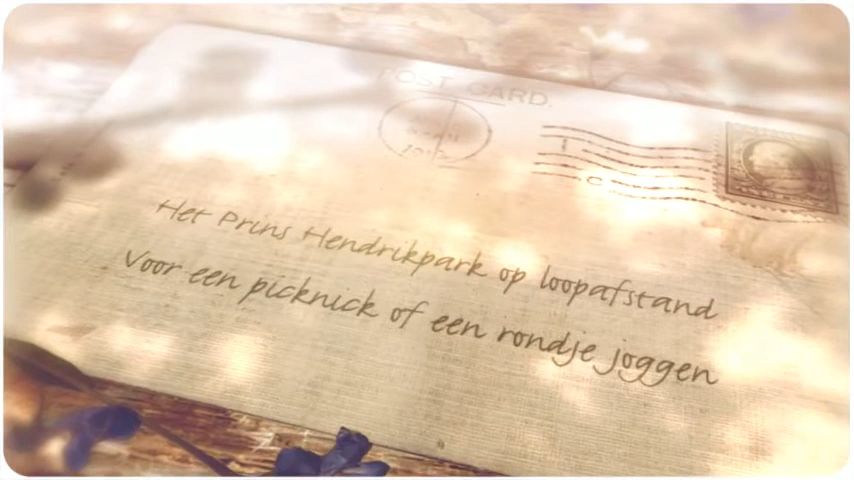 POST CARD.
Het Prins Hendrikpark op loopafstand
Voor een picknick of een rondje joggen